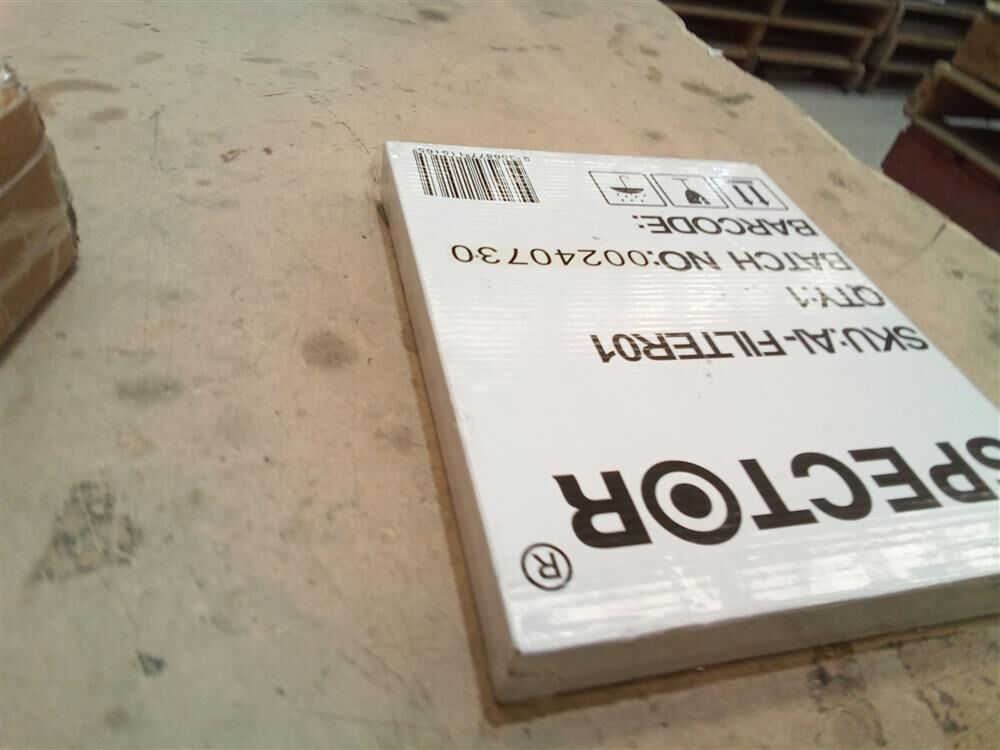 SPECTOR®
SKU:AI-FILTER01
QTY:1
BATCH NO:00240730
BARCODE: